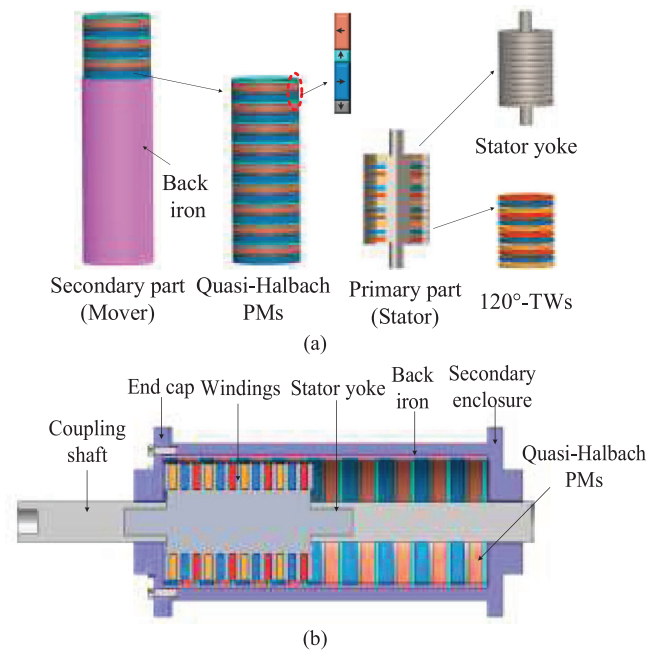 Back
iron
Stator yoke
Secondary part
(Mover)
Quasi-Halbach
PMs
Primary part
(Stator)
120°-TWs
(a)
Coupling
shaft
End cap
Windings
Stator yoke
Back
iron
Secondary
enclosure
Quasi-Halbach
PMs
(b)